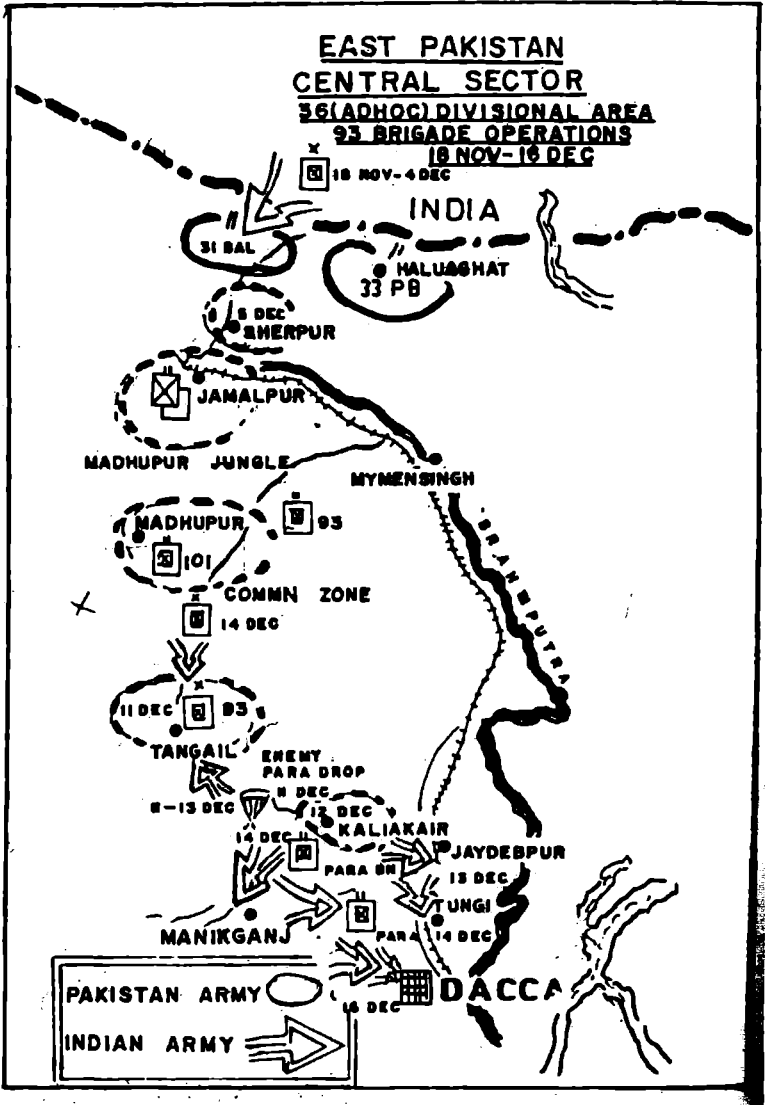 EAST PAKISTAN
CENTRAL SECTOR
36(ADHOC) DIVISIONAL AREA
93 BRIGADE OPERATIONS
18 NOV-16 DEC
18 NOV-4 DEC
INDIA
31 BAL
HALUAGHAT
33 PB
5 DEC
SHERPUR
JAMALPUR
MADHUPUR JUNGLE
MYMENSINGH
MADHUPUR
93
101
BRAHMPUTRA
COMMN ZONE
14 DEC
11 DEC
93
TANGAIL
ENEMY
PARA DROP
11 DEC
-13 DEC
12 DEC
KALIAKAIR
14 DEC
JAYDEBPUR
PARA BN
13 DEC
TUNGI
MANIKGANJ
PARA
14 DEC
DACCA
16 DEC
PAKISTAN ARMY
INDIAN ARMY